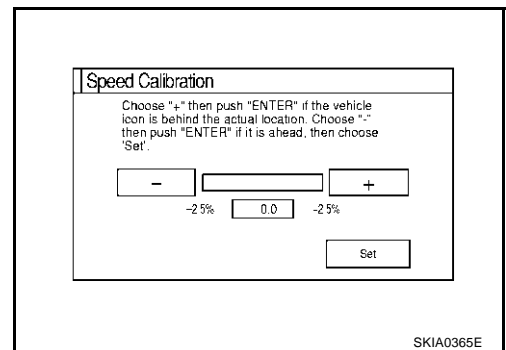 Speed Calibration
Choose "+" then push "ENTER" if the vehicle
icon is behind the actual location. Choose "-"
then push "ENTER" if it is ahead, then choose
'Set'.
− +
-2 5% 0.0 -2 5%
Set
SKIA0365E